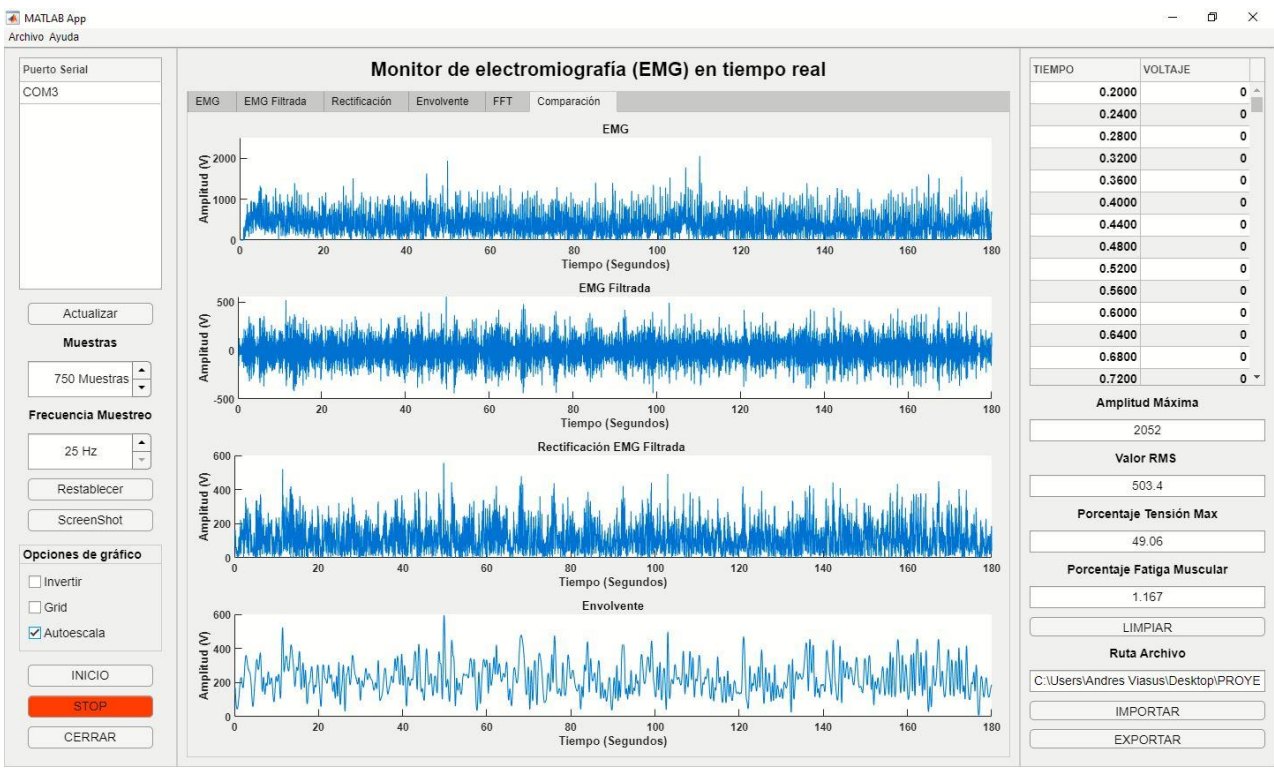 MATLAB App
Archivo Ayuda
Puerto Serial
COM3
Actualizar
Muestras
750 Muestras
Frecuencia Muestreo
25 Hz
Restablecer
ScreenShot
Opciones de gráfico
Invertir
Grid
Autoescala
INICIO
STOP
CERRAR
Monitor de electromiografía (EMG) en tiempo real
EMG EMG Filtrada Rectificación Envolvente FFT Comparación
EMG
Amplitud (V)
2000
1000
0
0 20 40 60 80 100 120 140 160 180
Tiempo (Segundos)
EMG Filtrada
Amplitud (V)
500
0
-500
0 20 40 60 80 100 120 140 160 180
Tiempo (Segundos)
Rectificación EMG Filtrada
Amplitud (V)
600
400
200
0
0 20 40 60 80 100 120 140 160 180
Tiempo (Segundos)
Envolvente
Amplitud (V)
600
400
200
0
0 20 40 60 80 100 120 140 160 180
Tiempo (Segundos)
TIEMPO VOLTAJE
0.2000 0
0.2400 0
0.2800 0
0.3200 0
0.3600 0
0.4000 0
0.4400 0
0.4800 0
0.5200 0
0.5600 0
0.6000 0
0.6400 0
0.6800 0
0.7200 0
Amplitud Máxima
2052
Valor RMS
503.4
Porcentaje Tensión Max
49.06
Porcentaje Fatiga Muscular
1.167
LIMPIAR
Ruta Archivo
C:\Users\Andres Viasus\Desktop\PROYE
IMPORTAR
EXPORTAR